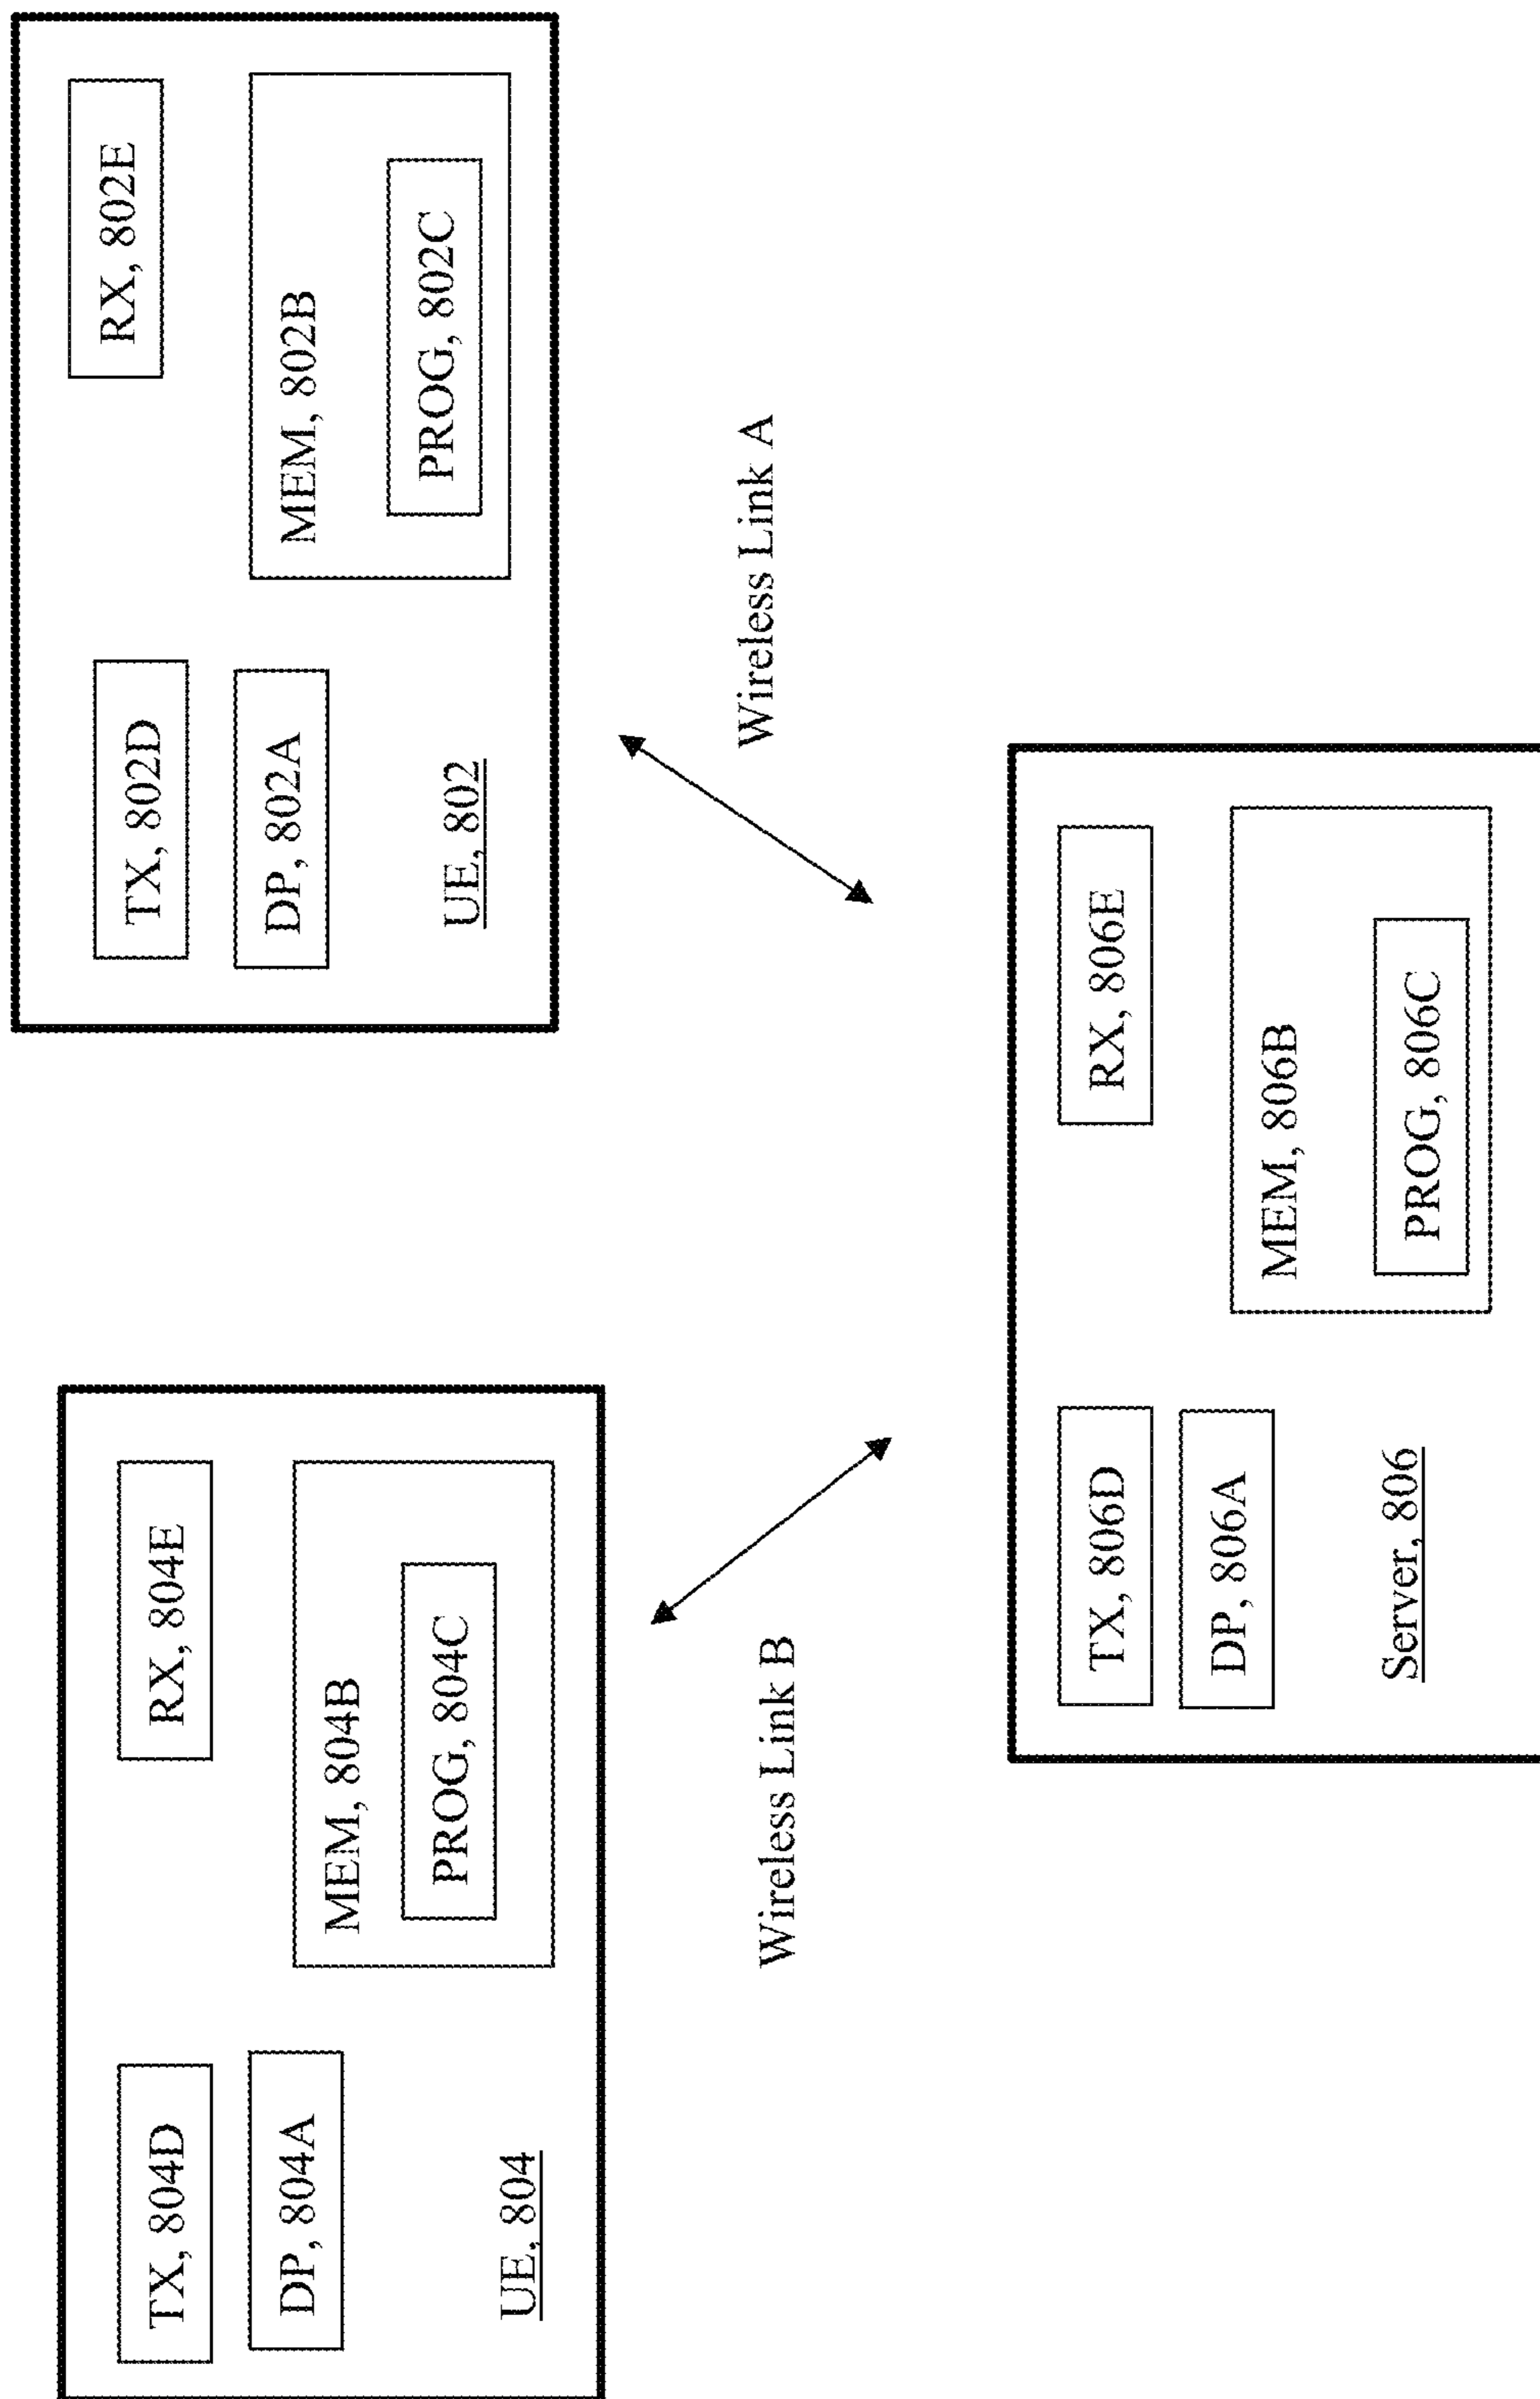 TX, 804D
RX, 804E
DP, 804A
MEM, 804B
PROG, 804C
UE, 804
TX, 802D
RX, 802E
DP, 802A
MEM, 802B
PROG, 802C
UE, 802
Wireless Link B
Wireless Link A
TX, 806D
RX, 806E
DP, 806A
MEM, 806B
PROG, 806C
Server, 806